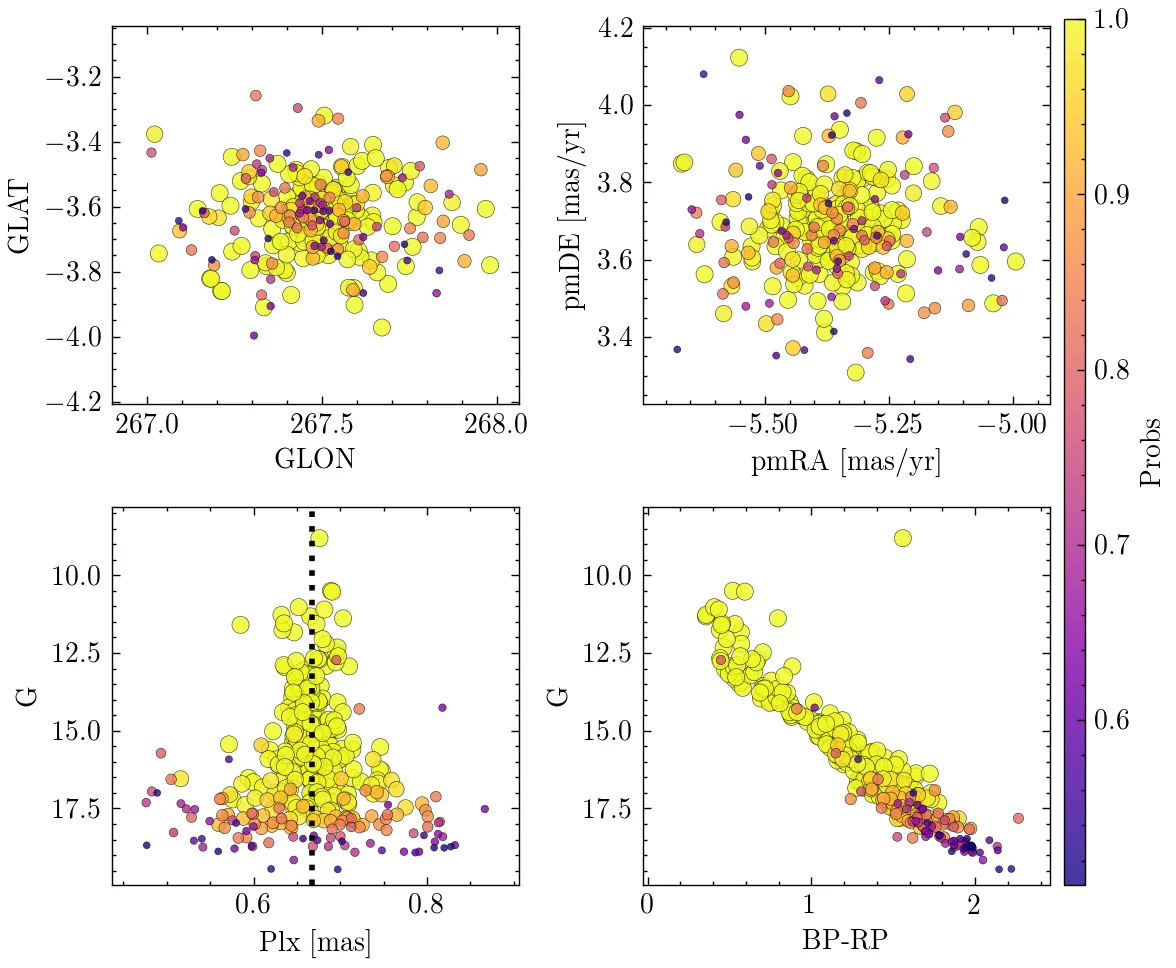 −3.2
−3.4
−3.6
−3.8
−4.0
−4.2
GLAT
267.0 267.5 268.0
GLON
4.2
4.0
3.8
3.6
3.4
pmDE [mas/yr]
−5.50 −5.25 −5.00
pmRA [mas/yr]
10.0
12.5
15.0
17.5
G
0.6 0.8
Plx [mas]
10.0
12.5
15.0
17.5
G
0 1 2
BP-RP
1.0
0.9
0.8
0.7
0.6
Probs